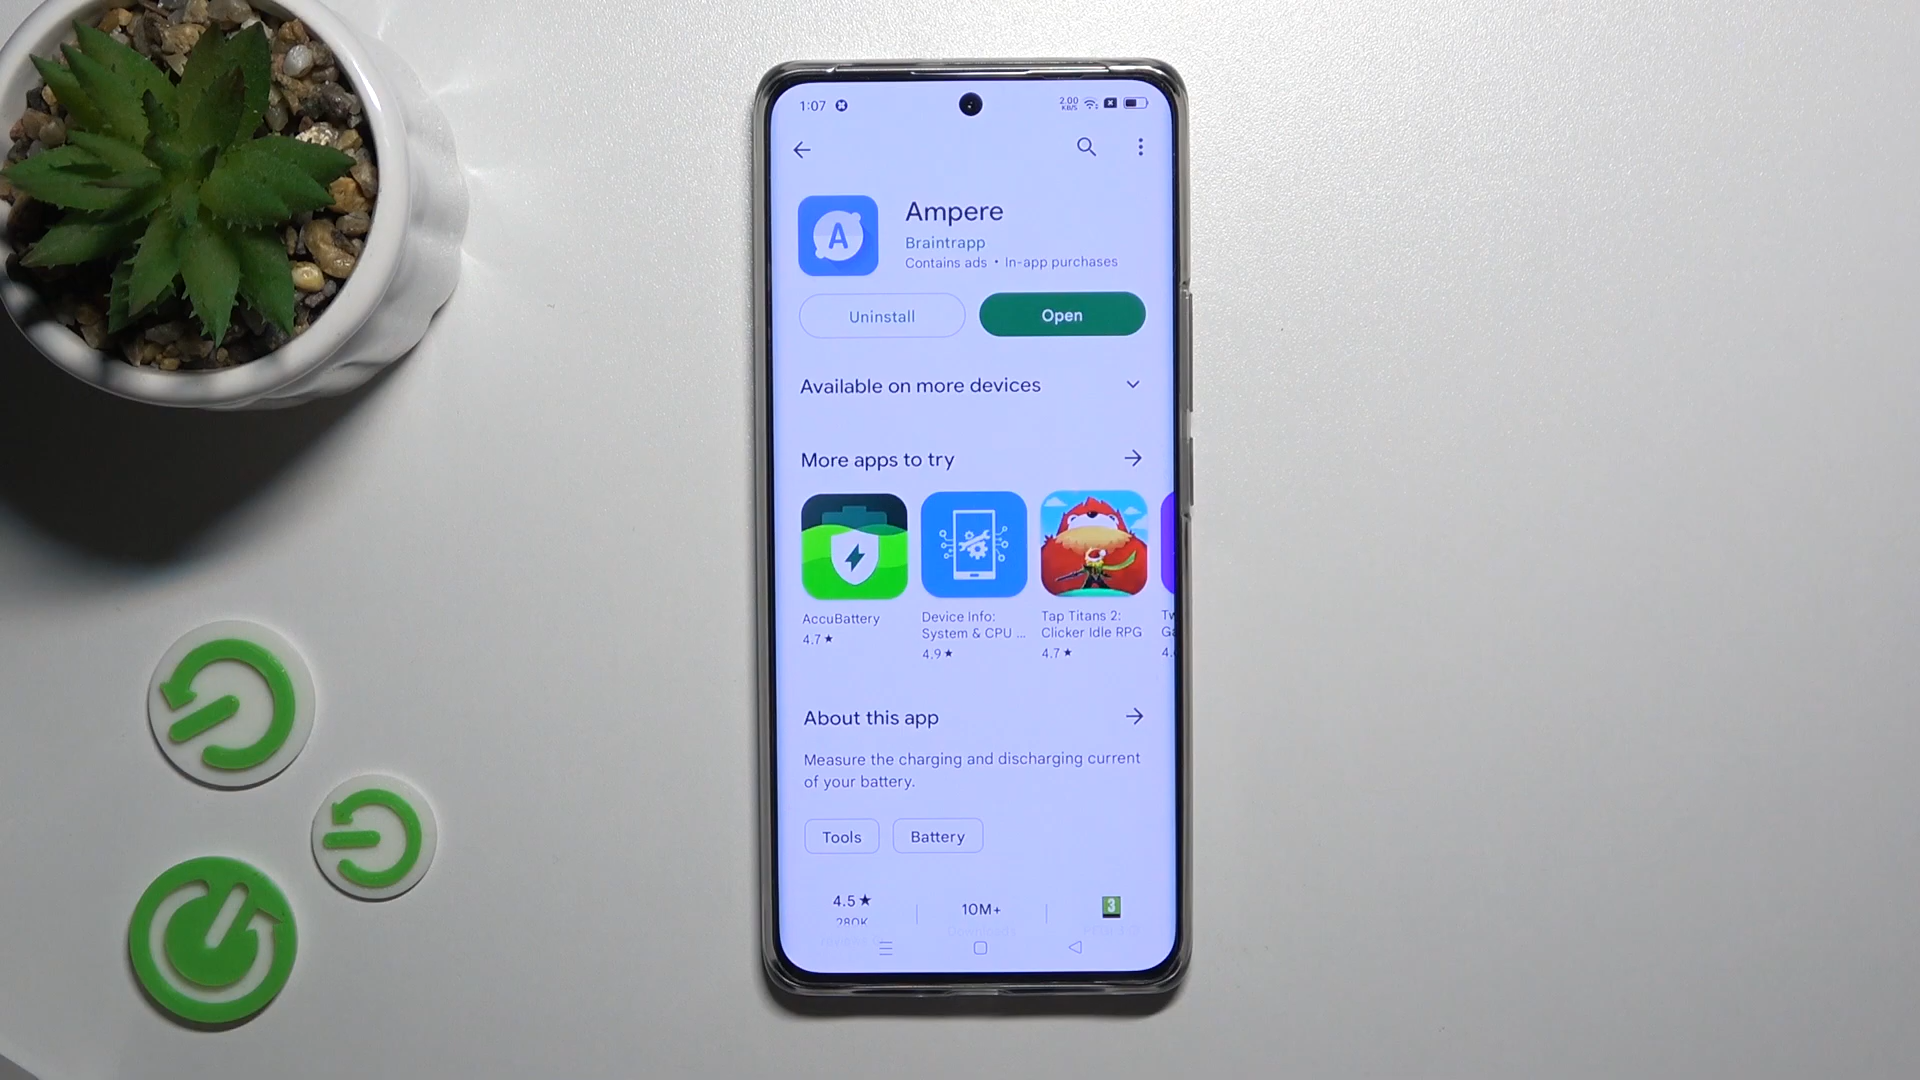 1:07
2.00
KB/S
Ampere
Braintrapp
Contains ads • In-app purchases
A
Uninstall
Open
Available on more devices
More apps to try
AccuBattery
4.7★
Device Info:
System & CPU ...
4.9★
Tap Titans 2:
Clicker Idle RPG
4.7★
About this app
Measure the charging and discharging current
of your battery.
Tools
Battery
4.5★
280K
10M+
Downloads
3